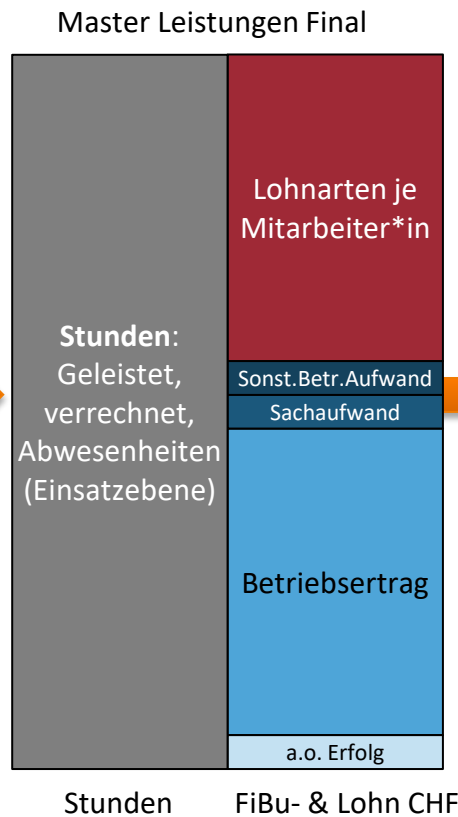 Master Leistungen Final
Stunden:
Geleistet,
verrechnet,
Abwesenheiten
(Einsatzebene)
Lohnarten je
Mitarbeiter*in
Sonst.Betr.Aufwand
Sachaufwand
Betriebsertrag
a.o. Erfolg
Stunden
FiBu- & Lohn CHF